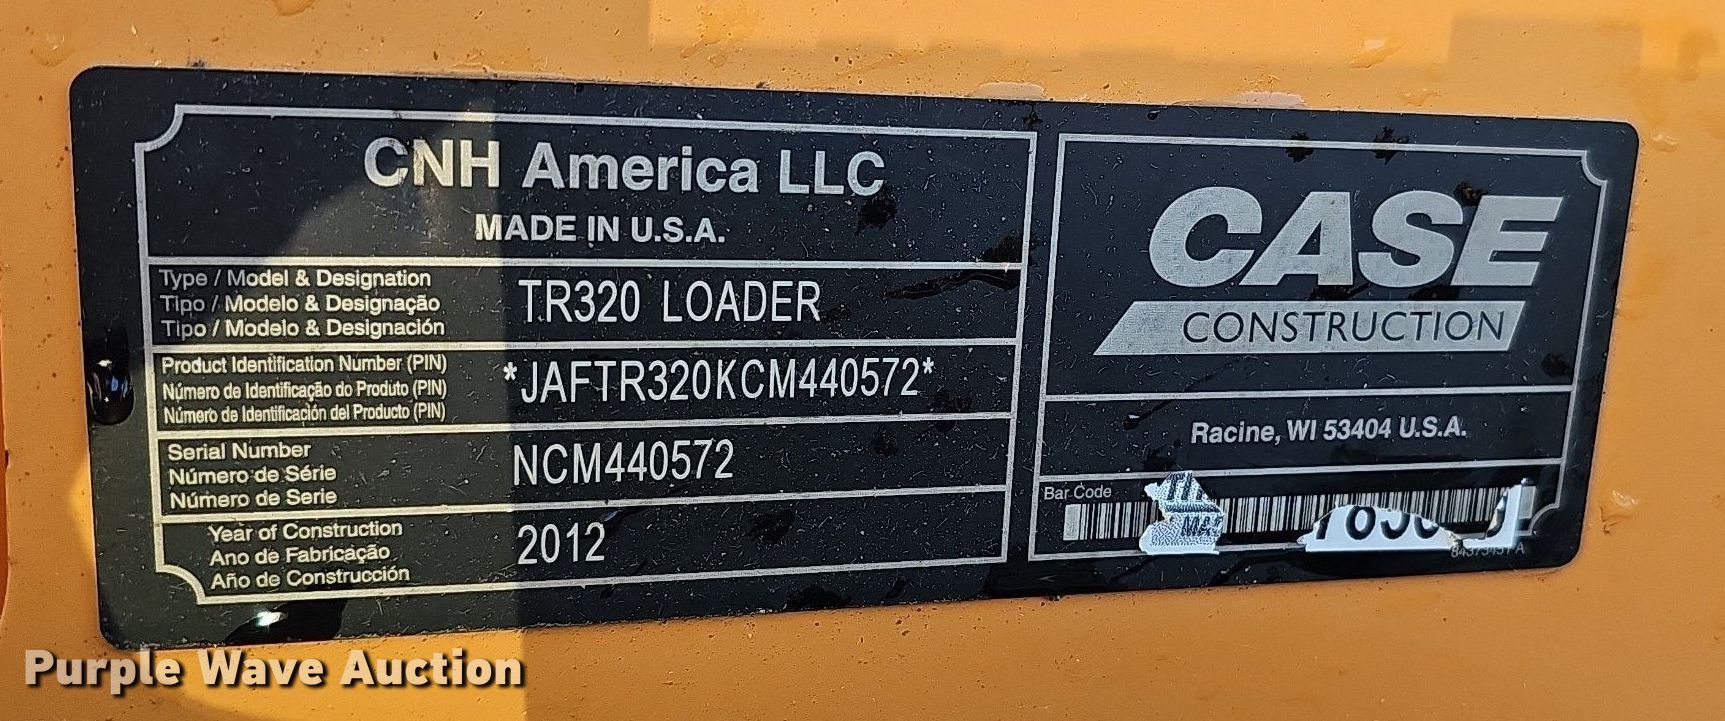 CNH America LLC
MADE IN U.S.A.
Type / Model & Designation
Tipo / Modelo & Designação
Tipo / Modelo & Designación
TR320 LOADER
Product Identification Number (PIN)
Número de Identificação do Produto (PIN)
Número de Identificación del Producto (PIN)
*JAFTR320KCM440572*
Serial Number
Número de Série
Número de Serie
NCM440572
Year of Construction
Ano de Fabricação
Año de Construcción
2012
CASE
CONSTRUCTION
Racine, WI 53404 U.S.A.
Bar Code
Purple Wave Auction